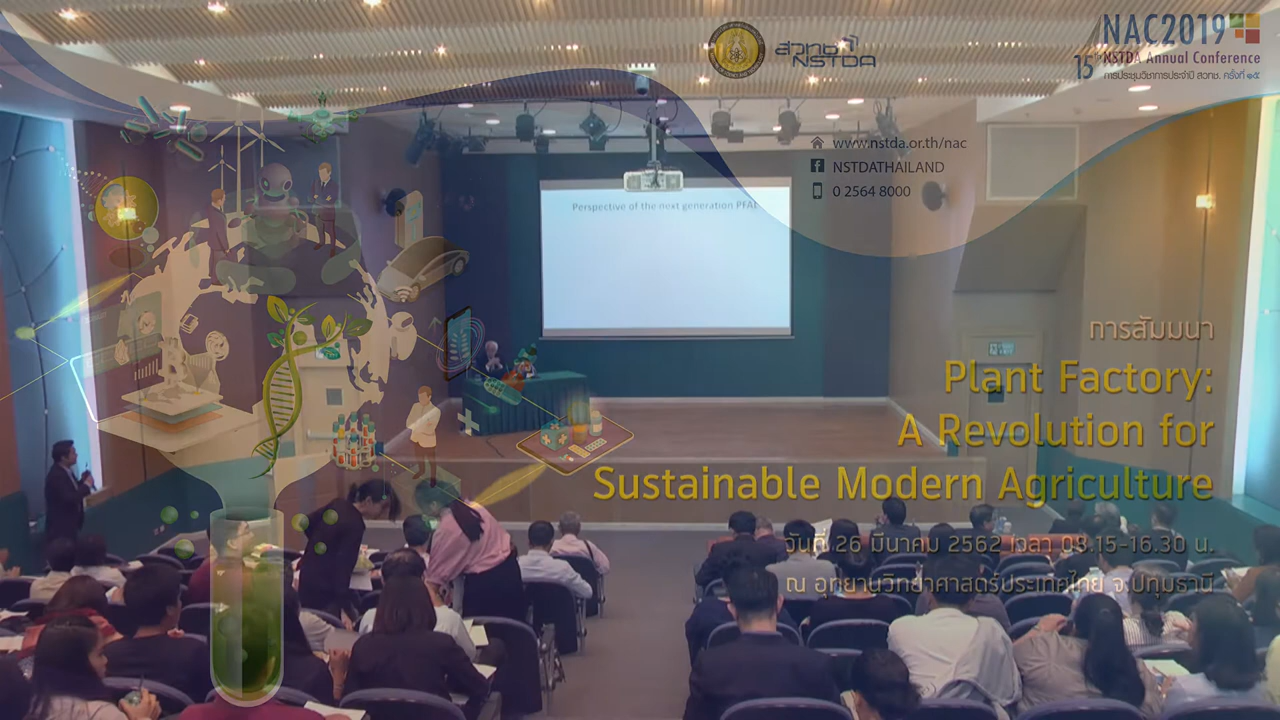 สวทช
NSTDA
NAC2019
15th NSTDA Annual Conference
การประชุมวิชาการประจำปี สวทช. ครั้งที่ ๑๕
www.nstda.or.th/nac
NSTDATHAILAND
0 2564 8000
Perspective of the next generation PFAL
การสัมมนา
Plant Factory:
A Revolution for
Sustainable Modern Agriculture
วันที่ 26 มีนาคม 2562 เวลา 08.15-16.30 น.
ณ อุทยานวิทยาศาสตร์ประเทศไทย จ.ปทุมธานี